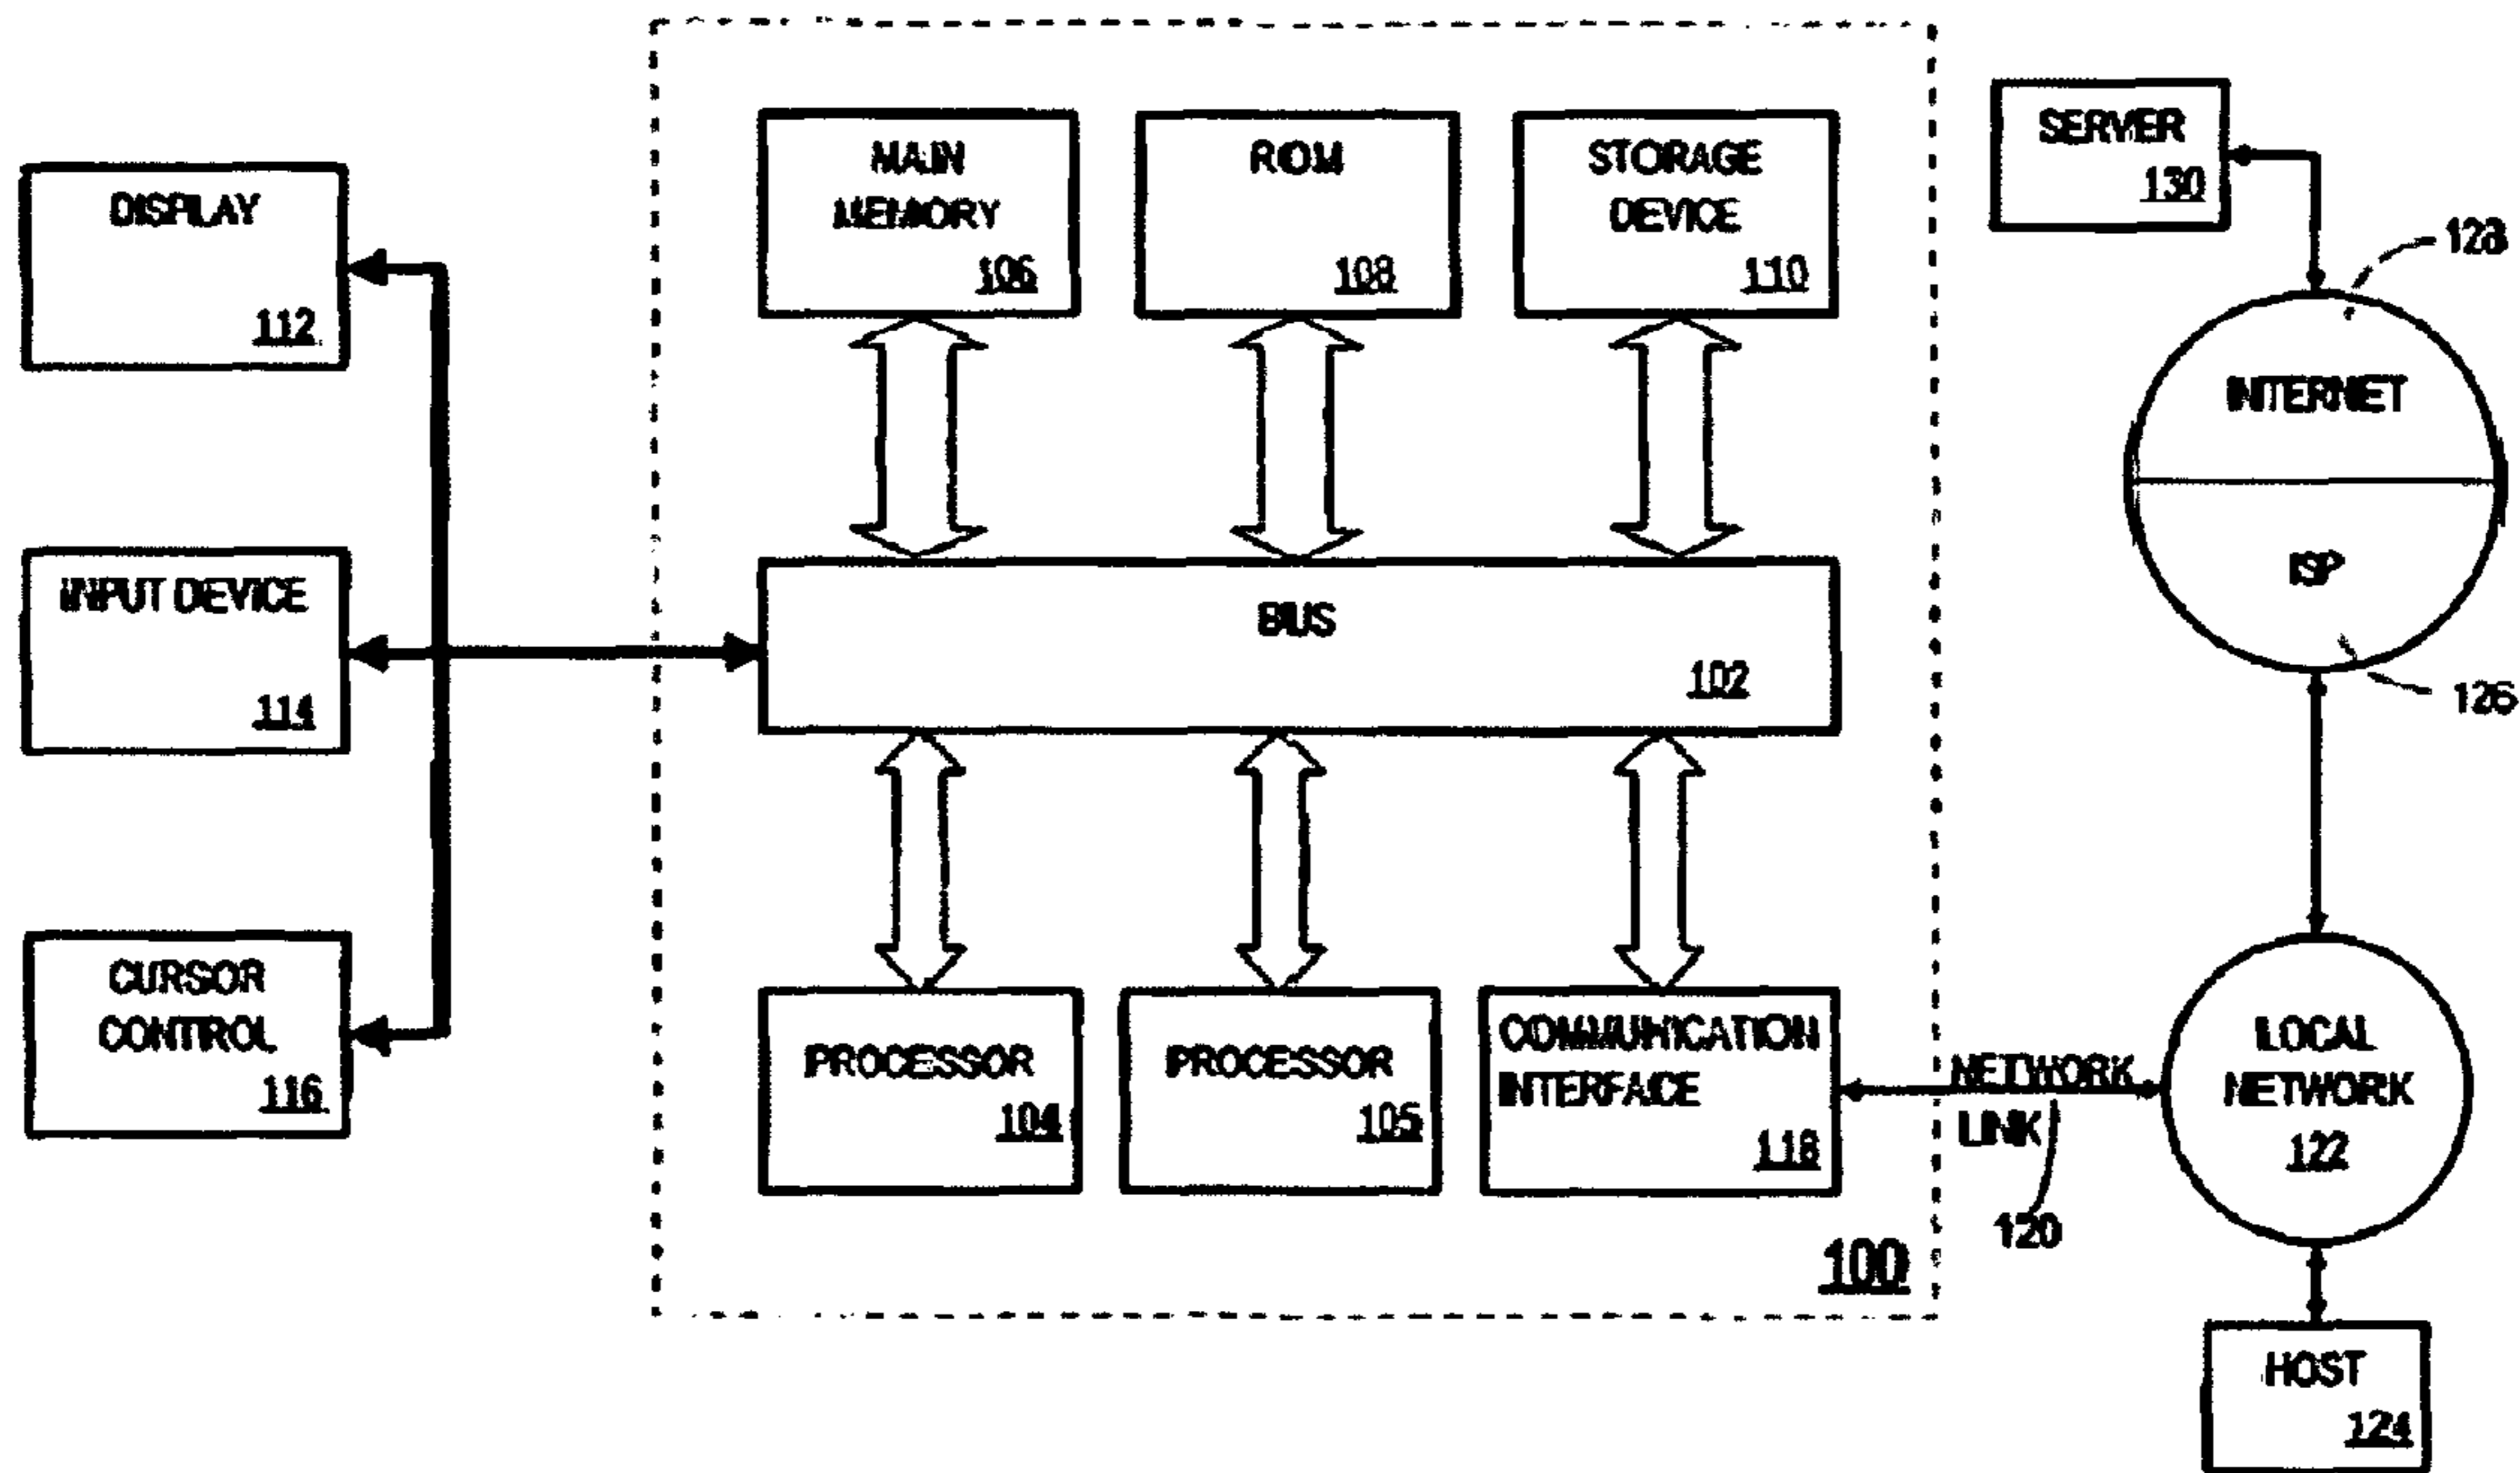 DISPLAY
112
INPUT DEVICE
114
CURSOR
CONTROL
116
MAIN
MEMORY
106
ROM
108
STORAGE
DEVICE
110
BUS
102
PROCESSOR
104
PROCESSOR
105
COMMUNICATION
INTERFACE
118
100
SERVER
130
128
INTERNET
ISP
126
NETWORK
LINK
120
LOCAL
NETWORK
122
HOST
124